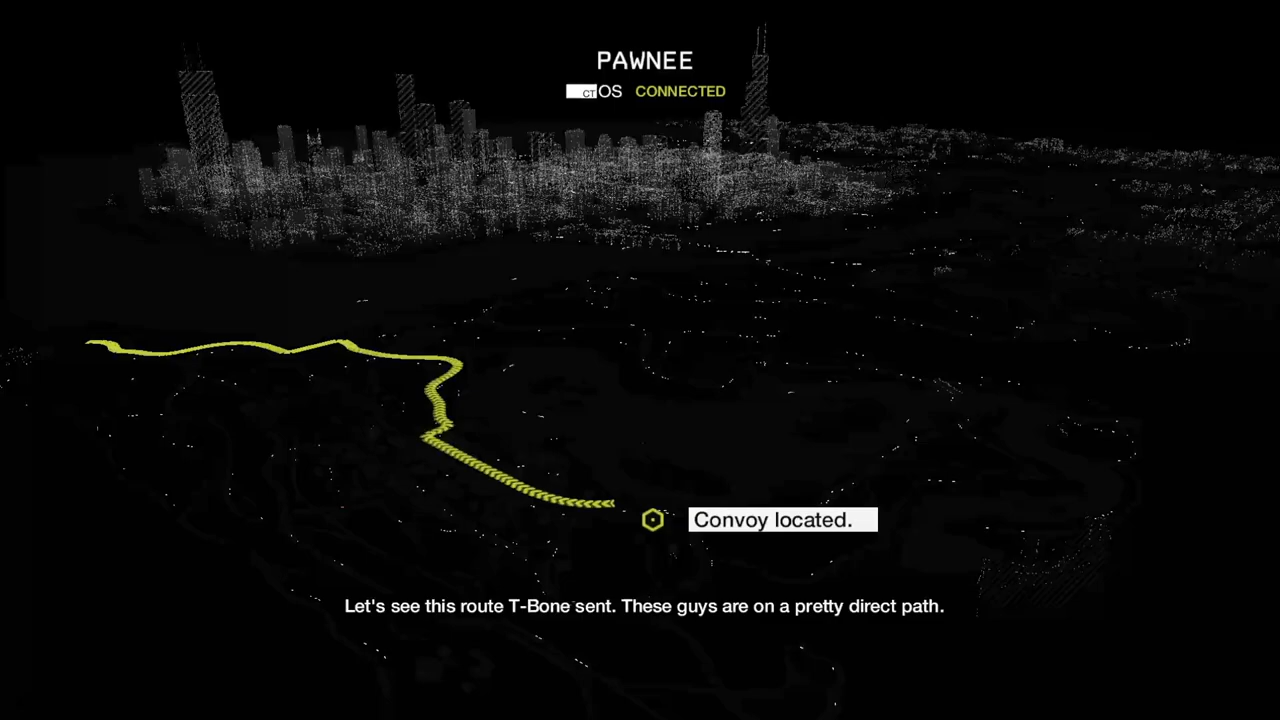 PAWNEE
CTOS CONNECTED
Convoy located.
Let's see this route T-Bone sent. These guys are on a pretty direct path.